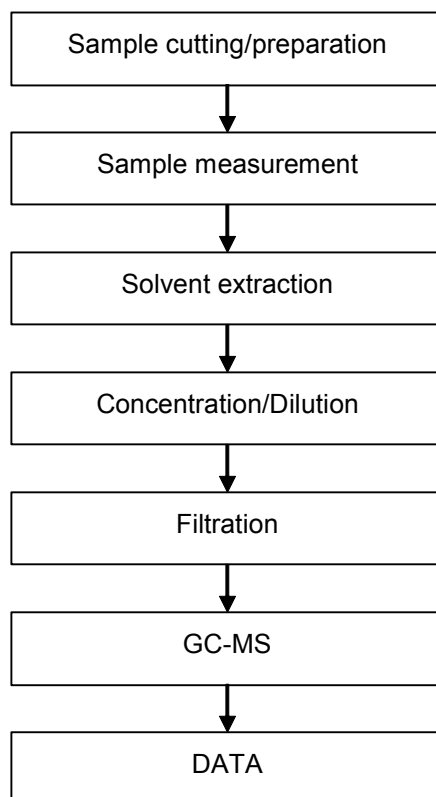 Sample cutting/preparation
Sample measurement
Solvent extraction
Concentration/Dilution
Filtration
GC-MS
DATA